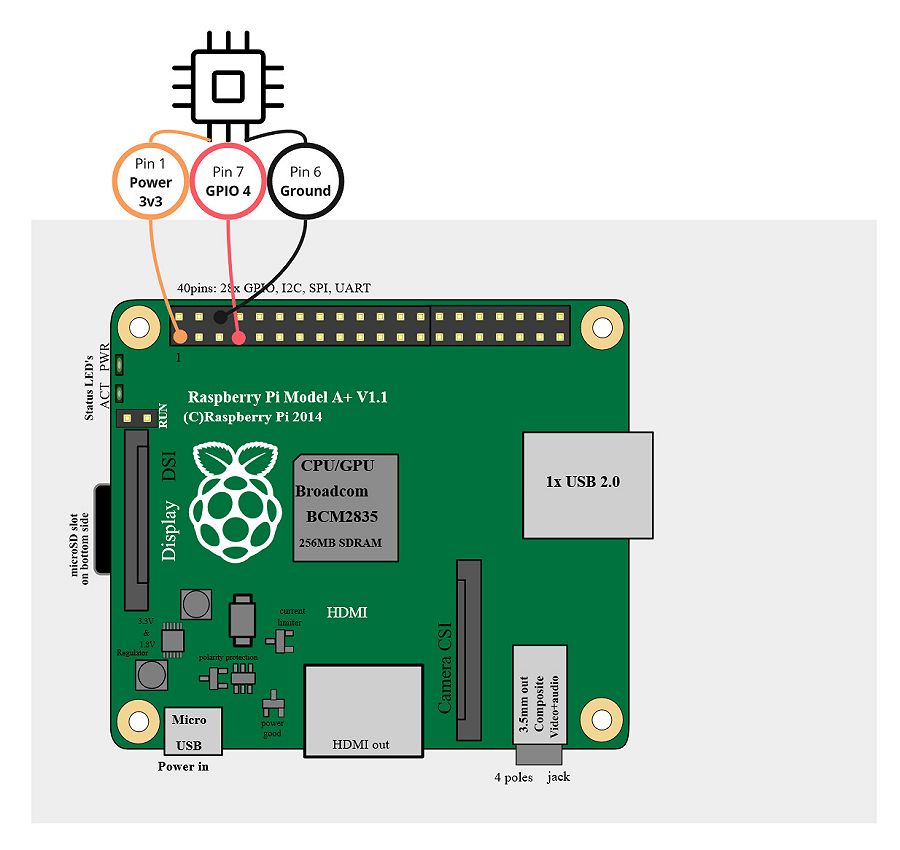 Pin 1
Power
3v3
Pin 7
GPIO 4
Pin 6
Ground
40pins: 28x GPIO, I2C, SPI, UART
1
Status LED's
ACT PWR
RUN
Raspberry Pi Model A+ V1.1
(C)Raspberry Pi 2014
Display DSI
CPU/GPU
Broadcom
BCM2835
256MB SDRAM
1x USB 2.0
microSD slot
on bottom side
3.3V
&
1.8V
Regulator
current
limiter
HDMI
polarity protection
power
good
Camera CSI
Micro
USB
Power in
HDMI out
3.5mm out
Composite
Video+audio
4 poles jack